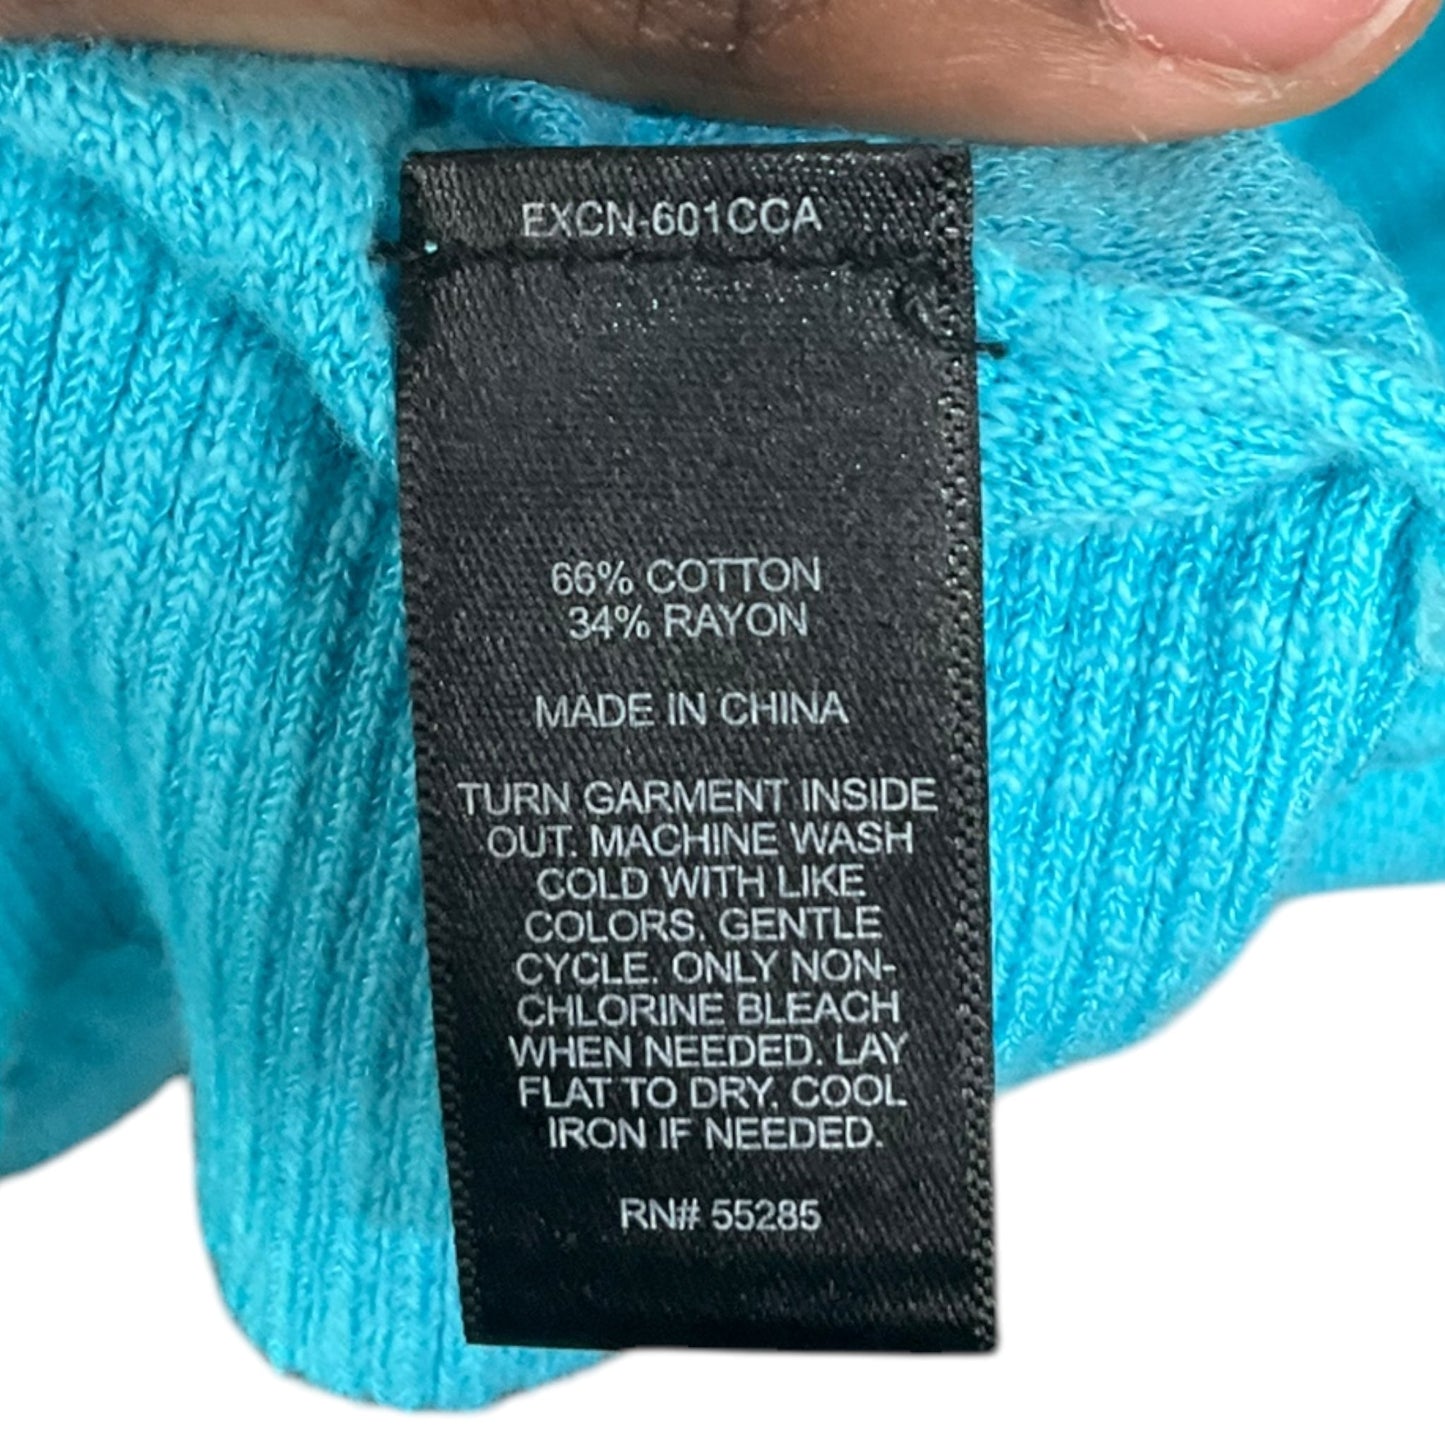 EXCN-601CCA
66% COTTON
34% RAYON
MADE IN CHINA
TURN GARMENT INSIDE
OUT. MACHINE WASH
COLD WITH LIKE
COLORS. GENTLE
CYCLE. ONLY NON-
CHLORINE BLEACH
WHEN NEEDED. LAY
FLAT TO DRY. COOL
IRON IF NEEDED.
RN# 55285